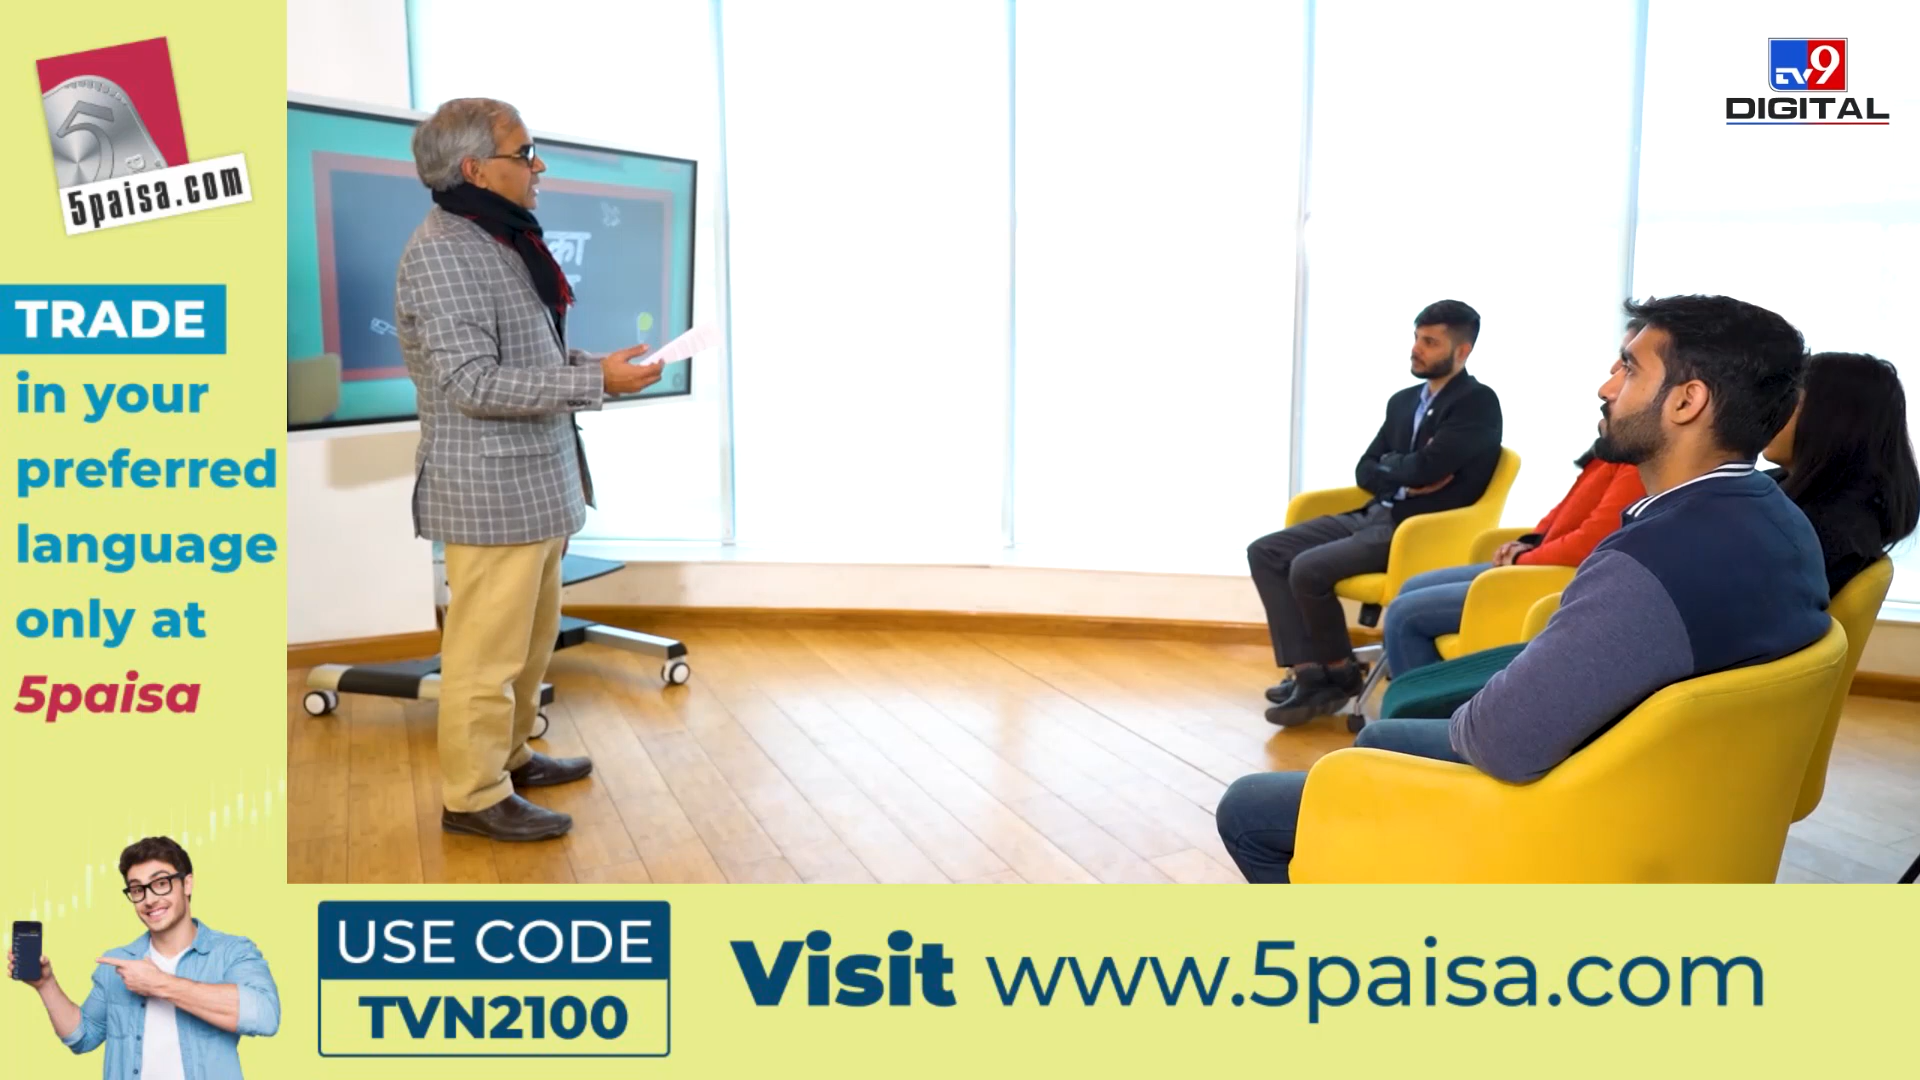 5paisa.com
TRADE
in your
preferred
language
only at
5paisa
का
TV9
DIGITAL
USE CODE
TVN2100
Visit www.5paisa.com